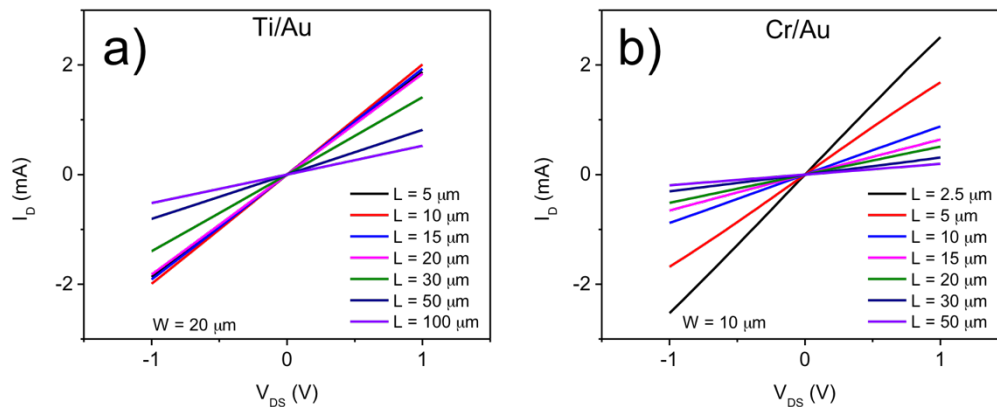 a)
Ti/Au
I_D (mA)
2
0
-2
L = 5 μm
L = 10 μm
L = 15 μm
L = 20 μm
L = 30 μm
L = 50 μm
L = 100 μm
W = 20 μm
-1 0 1
V_DS (V)
b)
Cr/Au
I_D (mA)
2
0
-2
L = 2.5 μm
L = 5 μm
L = 10 μm
L = 15 μm
L = 20 μm
L = 30 μm
L = 50 μm
W = 10 μm
-1 0 1
V_DS (V)